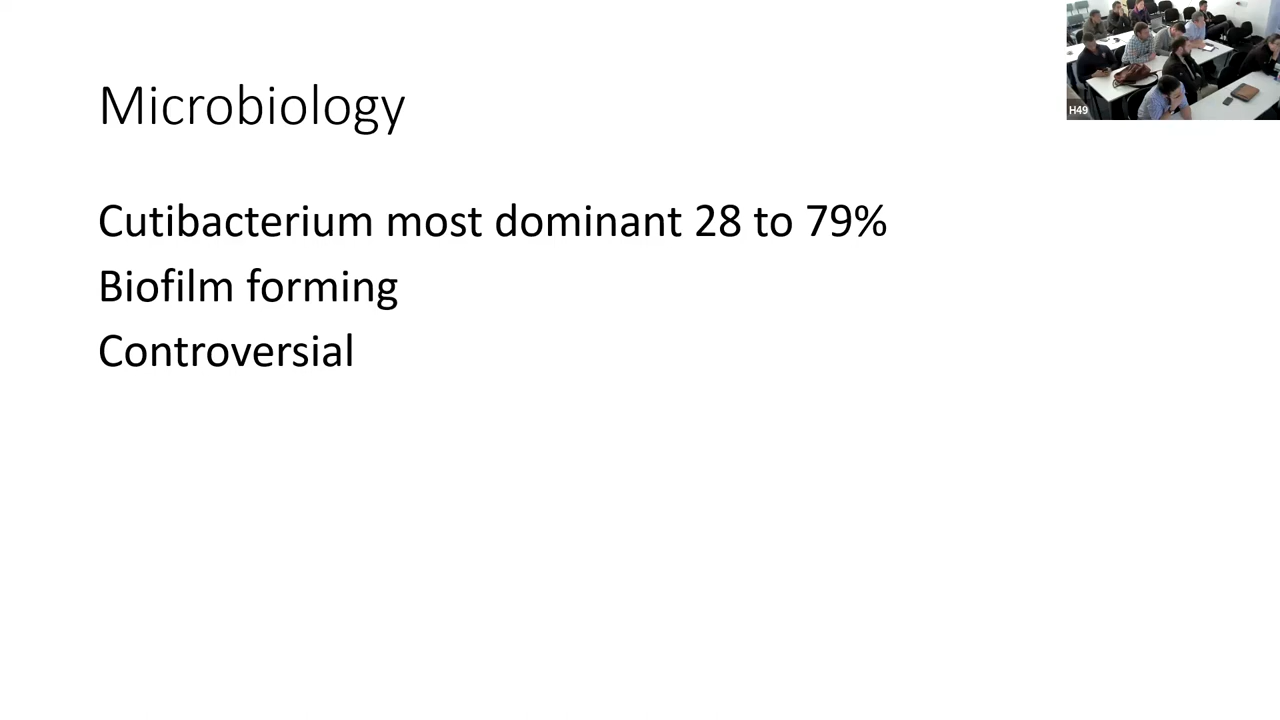 Microbiology
H49
Cutibacterium most dominant 28 to 79%
Biofilm forming
Controversial